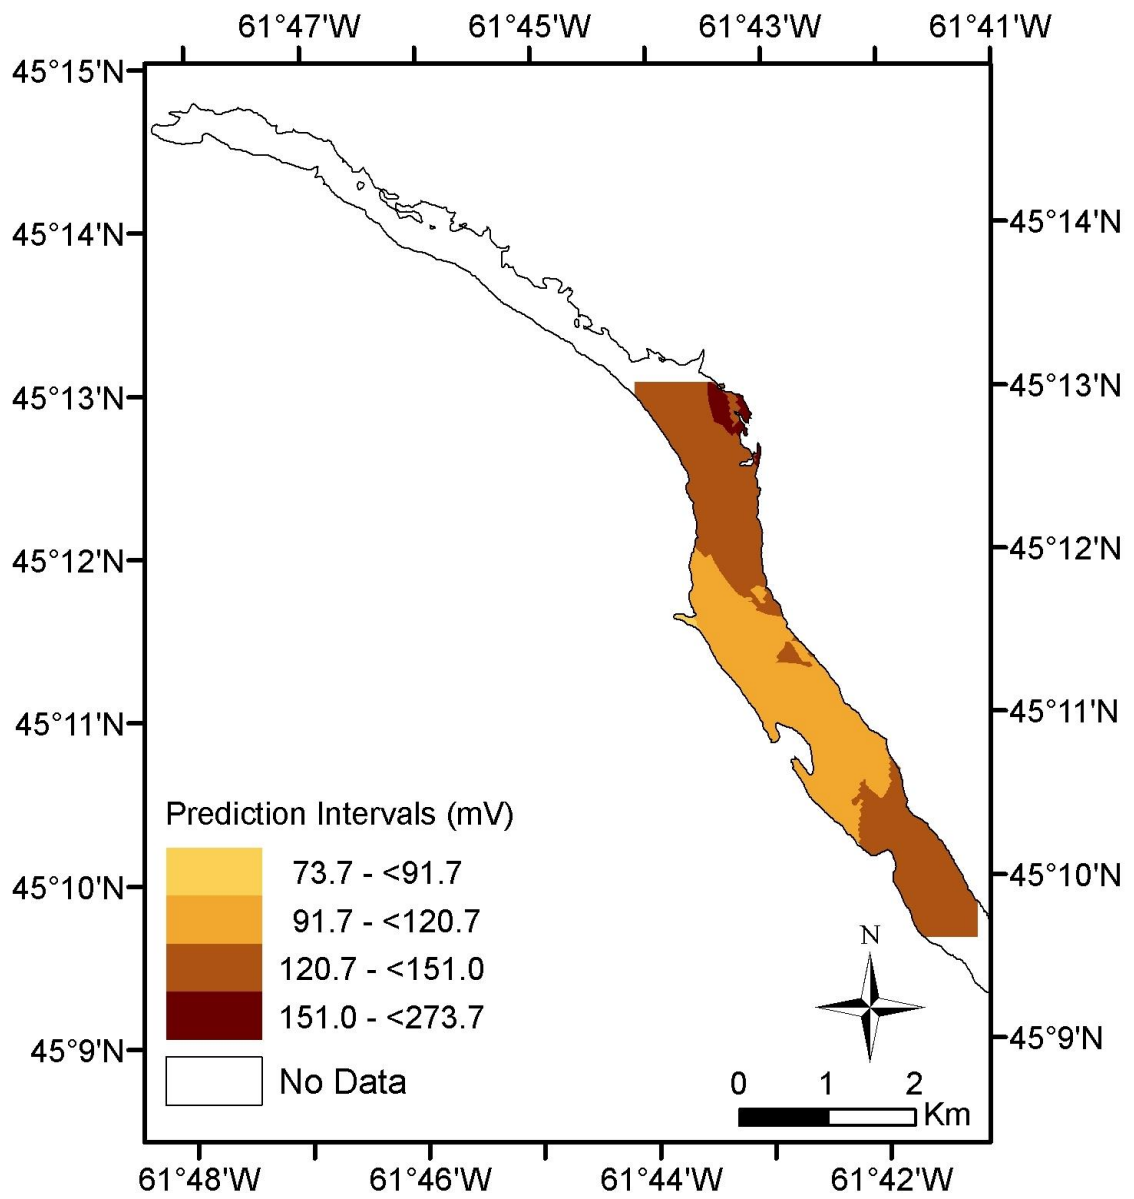 61°47'W 61°45'W 61°43'W 61°41'W
45°15'N
45°14'N 45°14'N
45°13'N 45°13'N
45°12'N 45°12'N
45°11'N 45°11'N
45°10'N 45°10'N
45°9'N 45°9'N
Prediction Intervals (mV)
73.7 - <91.7
91.7 - <120.7
120.7 - <151.0
151.0 - <273.7
No Data
N
0 1 2
Km
61°48'W 61°46'W 61°44'W 61°42'W